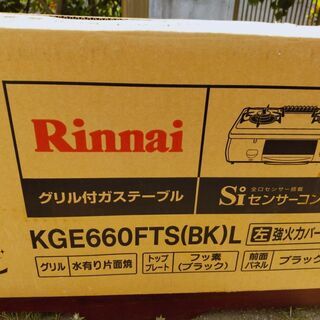 Rinnai
グリル付ガステーブル
全口センサー搭載
Siセンサーコン
KGE660FTS(BK)L 左強火力バー
グリル 水有り片面焼 トッププレート フッ素(ブラック) 前面パネル ブラック